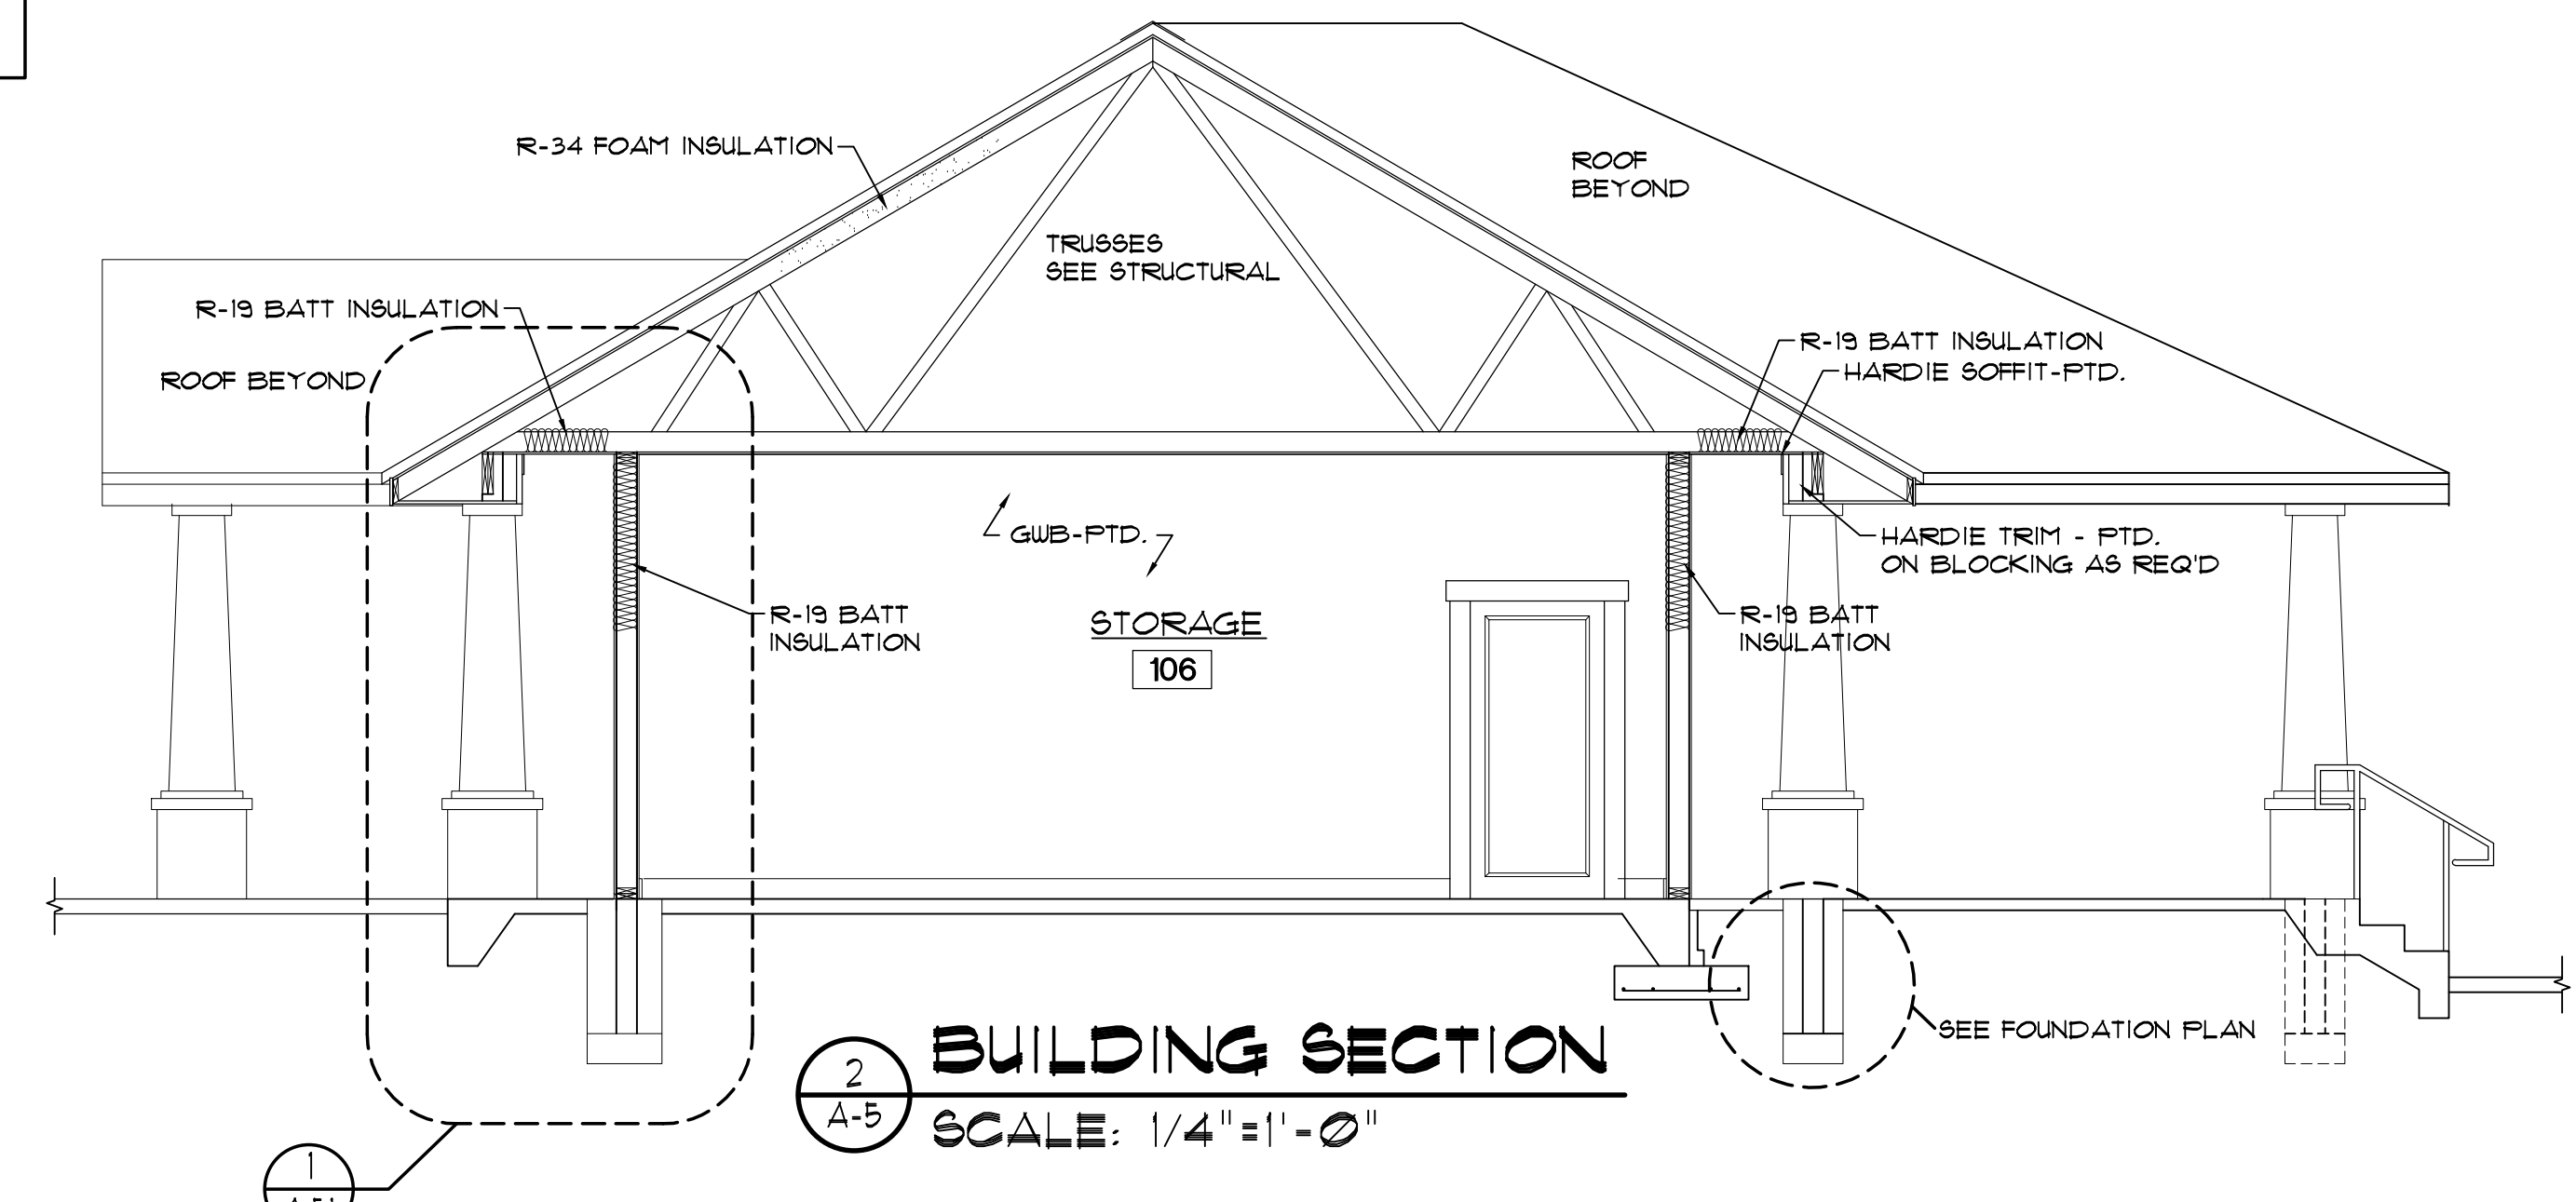 R-34 FOAM INSULATION
ROOF
BEYOND
TRUSSES
SEE STRUCTURAL
R-19 BATT INSULATION
ROOF BEYOND
R-19 BATT INSULATION
HARDIE SOFFIT-PTD.
GWB-PTD.
HARDIE TRIM - PTD.
ON BLOCKING AS REQ'D
R-19 BATT
INSULATION
STORAGE
106
R-19 BATT
INSULATION
SEE FOUNDATION PLAN
2
A-5
BUILDING SECTION
SCALE: 1/4"=1'-0"
1